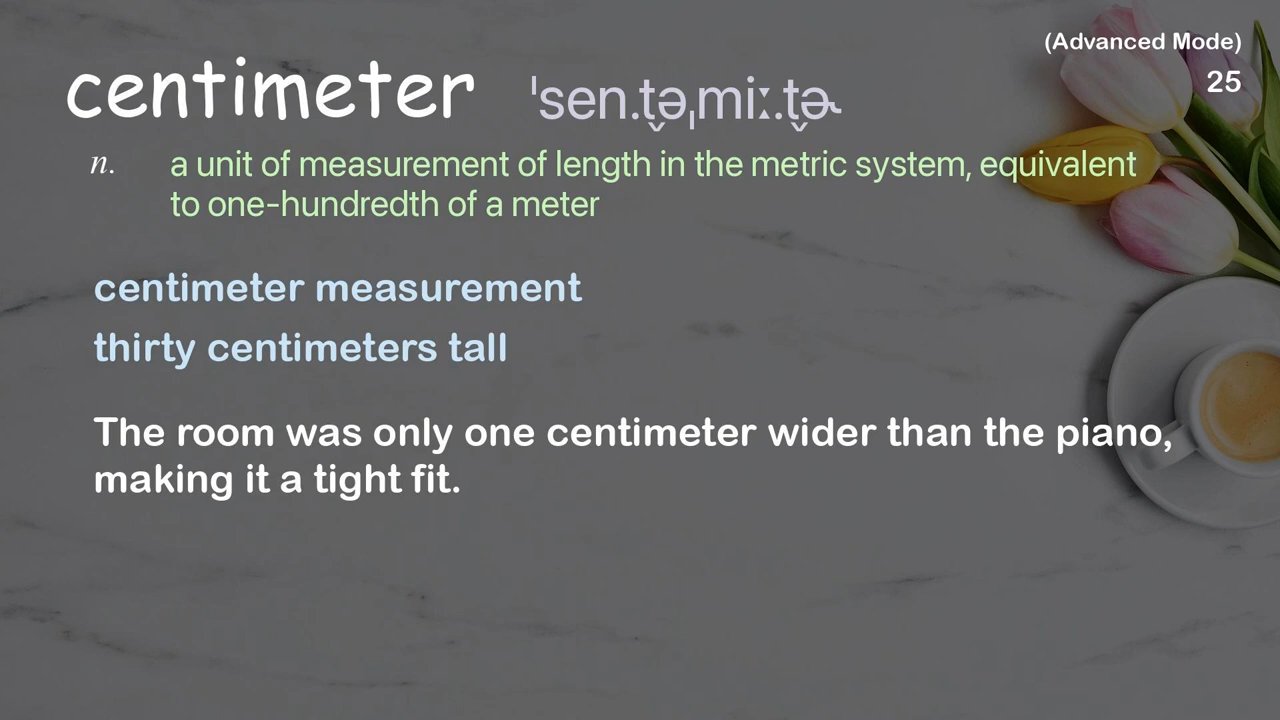 (Advanced Mode)
centimeter ˈsen.t̬əˌmiː.t̬ɚ
25
n. a unit of measurement of length in the metric system, equivalent
to one-hundredth of a meter
centimeter measurement
thirty centimeters tall
The room was only one centimeter wider than the piano,
making it a tight fit.